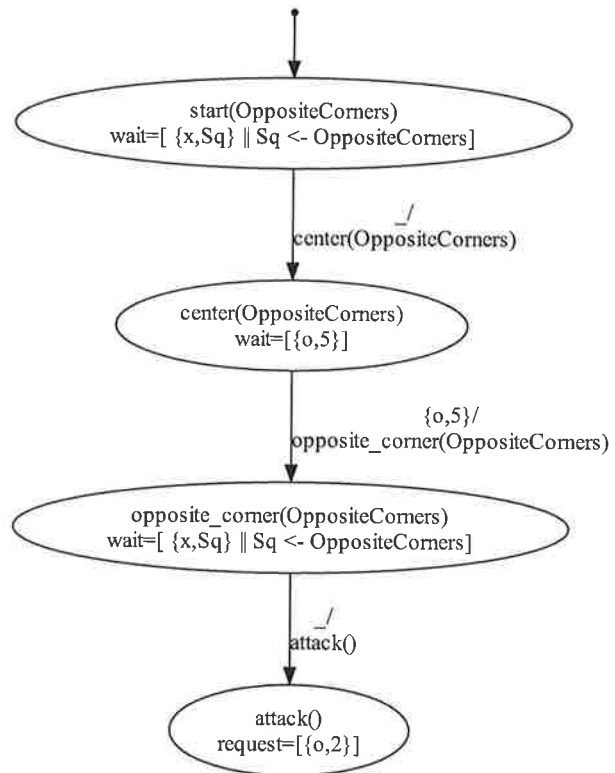 start(OppositeCorners)
wait=[ {x,Sq} || Sq <- OppositeCorners]
_/
center(OppositeCorners)
center(OppositeCorners)
wait=[{o,5}]
{o,5}/
opposite_corner(OppositeCorners)
opposite_corner(OppositeCorners)
wait=[ {x,Sq} || Sq <- OppositeCorners]
_/
attack()
attack()
request=[{o,2}]